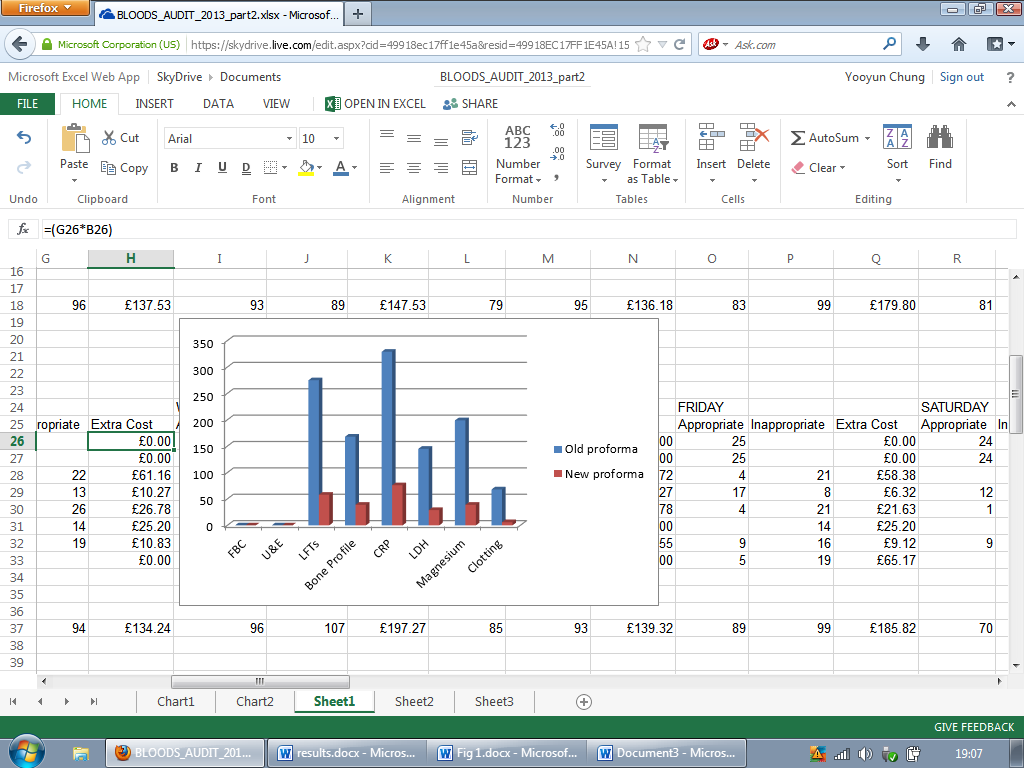 Firefox
BLOODS_AUDIT_2013_part2.xlsx - Microsof...
Microsoft Corporation (US) https://skydrive.live.com/edit.aspx?cid=49918ec17ff1e45a&resid=49918EC17FF1E45A!15 Ask.com
Microsoft Excel Web App SkyDrive Documents BLOODS_AUDIT_2013_part2 Yooyun Chung Sign out ?
FILE HOME INSERT DATA VIEW OPEN IN EXCEL SHARE
Undo Paste Cut Copy Clipboard
Arial 10 B I U D A Font
Alignment
ABC 123 Number Format Number
Survey Format as Table Tables
Insert Delete Cells
AutoSum Clear Sort Find Editing
fx =(G26*B26)
G H I J K L M N O P Q R
16
17
18 96 £137.53 93 89 £147.53 79 95 £136.18 83 99 £179.80 81
19
20
21
22
23
24 FRIDAY SATURDAY
25 ropriate Extra Cost Appropriate Inappropriate Extra Cost Appropriate In
26 £0.00 00 25 £0.00 24
27 £0.00 00 25 £0.00 24
28 22 £61.16 72 4 21 £58.38
29 13 £10.27 27 17 8 £6.32 12
30 26 £26.78 78 4 21 £21.63 1
31 14 £25.20 00 14 £25.20
32 19 £10.83 55 9 16 £9.12 9
33 £0.00 00 5 19 £65.17
34
35
36
37 94 £134.24 96 107 £197.27 85 93 £139.32 89 99 £185.82 70
38
39
350
300
250
200
150
100
50
0
FBC U&E LFTs Bone Profile CRP LDH Magnesium Clotting
Old proforma
New proforma
Chart1 Chart2 Sheet1 Sheet2 Sheet3
GIVE FEEDBACK
BLOODS_AUDIT_201... results.docx - Micros... Fig 1.docx - Microsof... Document3 - Micros... 19:07